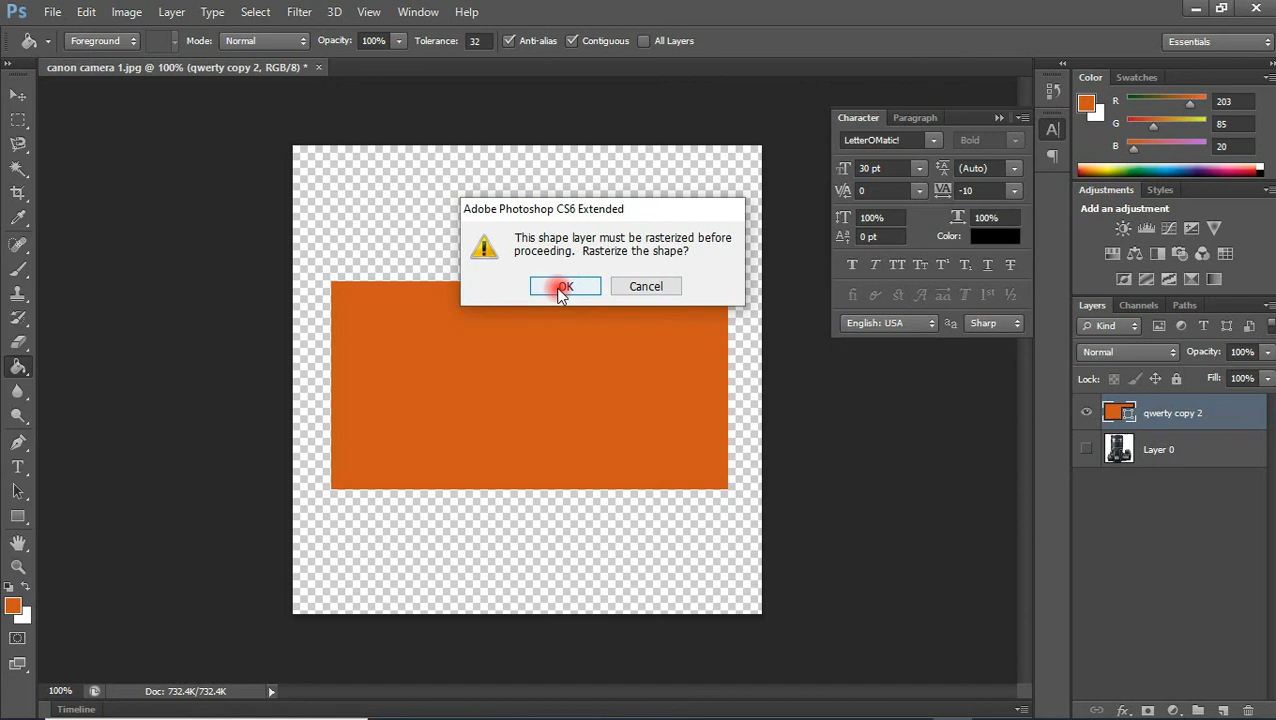 Ps File Edit Image Layer Type Select Filter 3D View Window Help
Foreground Mode: Normal Opacity: 100% Tolerance: 32 Anti-alias Contiguous All Layers Essentials
canon camera 1.jpg @ 100% (qwerty copy 2, RGB/8) * ×
Color Swatches
R 203
G 85
B 20
Character Paragraph
LetterOMatic! Bold
30 pt (Auto)
0 -10
100% 100%
0 pt Color:
English: USA aa Sharp
Adjustments Styles
Add an adjustment
Adobe Photoshop CS6 Extended
This shape layer must be rasterized before
proceeding. Rasterize the shape?
OK Cancel
Layers Channels Paths
Kind
Normal Opacity: 100%
Lock: Fill: 100%
qwerty copy 2
Layer 0
100% Doc: 732.4K/732.4K
Timeline